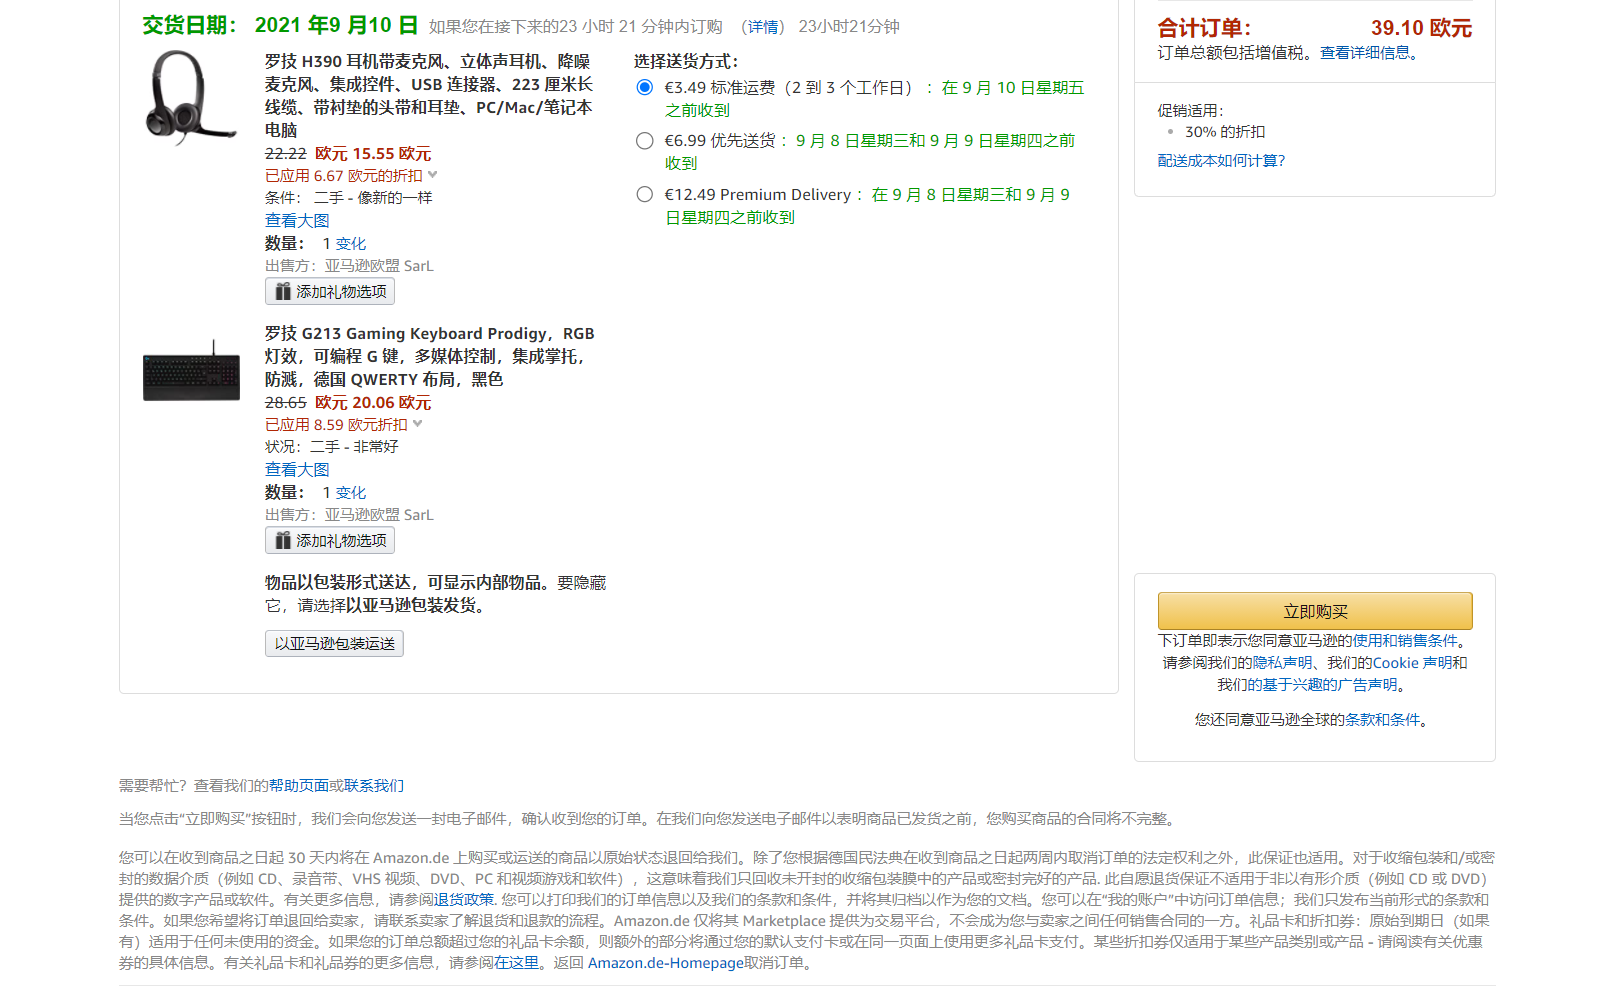 交货日期： 2021 年9 月10 日 如果您在接下来的23 小时 21 分钟内订购 （详情） 23小时21分钟
罗技 H390 耳机带麦克风、立体声耳机、降噪
麦克风、集成控件、USB 连接器、223 厘米长
线缆、带衬垫的头带和耳垫、PC/Mac/笔记本
电脑
22.22 欧元 15.55 欧元
已应用 6.67 欧元的折扣
条件： 二手 - 像新的一样
查看大图
数量： 1 变化
出售方：亚马逊欧盟 SarL
添加礼物选项
罗技 G213 Gaming Keyboard Prodigy，RGB
灯效，可编程 G 键，多媒体控制，集成掌托，
防溅，德国 QWERTY 布局，黑色
28.65 欧元 20.06 欧元
已应用 8.59 欧元折扣
状况：二手 - 非常好
查看大图
数量： 1 变化
出售方：亚马逊欧盟 SarL
添加礼物选项
物品以包装形式送达，可显示内部物品。要隐藏
它，请选择以亚马逊包装发货。
以亚马逊包装运送
选择送货方式：
€3.49 标准运费（2 到 3 个工作日）：在 9 月 10 日星期五
之前收到
€6.99 优先送货：9 月 8 日星期三和 9 月 9 日星期四之前
收到
€12.49 Premium Delivery：在 9 月 8 日星期三和 9 月 9
日星期四之前收到
合计订单： 39.10 欧元
订单总额包括增值税。查看详细信息。
促销适用：
30% 的折扣
配送成本如何计算？
立即购买
下订单即表示您同意亚马逊的使用和销售条件。
请参阅我们的隐私声明、我们的Cookie 声明和
我们的基于兴趣的广告声明。
您还同意亚马逊全球的条款和条件。
需要帮忙？查看我们的帮助页面或联系我们
当您点击“立即购买”按钮时，我们会向您发送一封电子邮件，确认收到您的订单。在我们向您发送电子邮件以表明商品已发货之前，您购买商品的合同将不完整。
您可以在收到商品之日起 30 天内将在 Amazon.de 上购买或运送的商品以原始状态退回给我们。除了您根据德国民法典在收到商品之日起两周内取消订单的法定权利之外，此保证也适用。对于收缩包装和/或密
封的数据介质（例如 CD、录音带、VHS 视频、DVD、PC 和视频游戏和软件），这意味着我们只回收未开封的收缩包装膜中的产品或密封完好的产品. 此自愿退货保证不适用于非以有形介质（例如 CD 或 DVD）
提供的数字产品或软件。有关更多信息，请参阅退货政策. 您可以打印我们的订单信息以及我们的条款和条件，并将其归档以作为您的文档。您可以在“我的账户”中访问订单信息；我们只发布当前形式的条款和
条件。如果您希望将订单退回给卖家，请联系卖家了解退货和退款的流程。Amazon.de 仅将其 Marketplace 提供为交易平台，不会成为您与卖家之间任何销售合同的一方。礼品卡和折扣券：原始到期日（如果
有）适用于任何未使用的资金。如果您的订单总额超过您的礼品卡余额，则额外的部分将通过您的默认支付卡或在同一页面上使用更多礼品卡支付。某些折扣券仅适用于某些产品类别或产品 - 请阅读有关优惠
券的具体信息。有关礼品卡和礼品券的更多信息，请参阅在这里。返回 Amazon.de-Homepage取消订单。